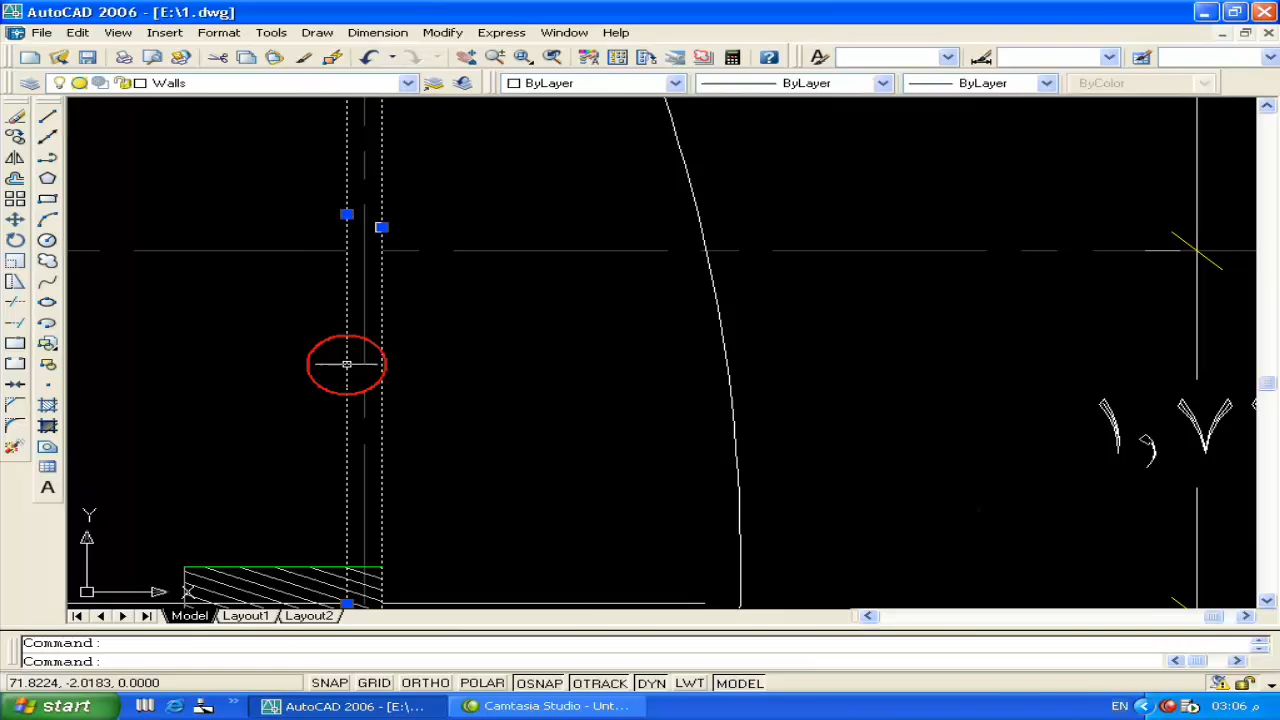 AutoCAD 2006 - [E:\1.dwg]
File Edit View Insert Format Tools Draw Dimension Modify Express Window Help
Walls ByLayer ByLayer ByLayer ByColor
A
۱,۷
Y
X
Model Layout1 Layout2
Command:
Command:
71.8224, -2.0183, 0.0000 SNAP GRID ORTHO POLAR OSNAP OTRACK DYN LWT MODEL
start AutoCAD 2006 - [E:\... Camtasia Studio - Unt... EN 03:06 م